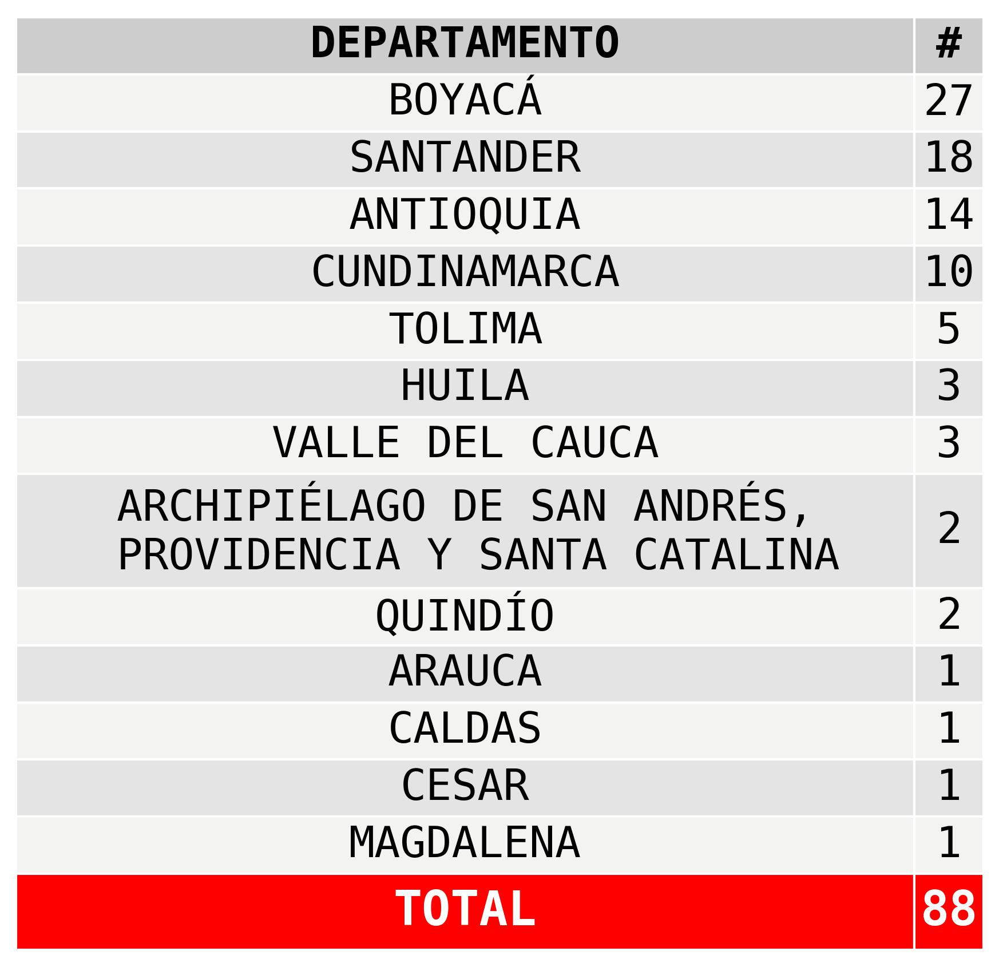 DEPARTAMENTO #
BOYACÁ 27
SANTANDER 18
ANTIOQUIA 14
CUNDINAMARCA 10
TOLIMA 5
HUILA 3
VALLE DEL CAUCA 3
ARCHIPIÉLAGO DE SAN ANDRÉS,
PROVIDENCIA Y SANTA CATALINA 2
QUINDÍO 2
ARAUCA 1
CALDAS 1
CESAR 1
MAGDALENA 1
TOTAL 88